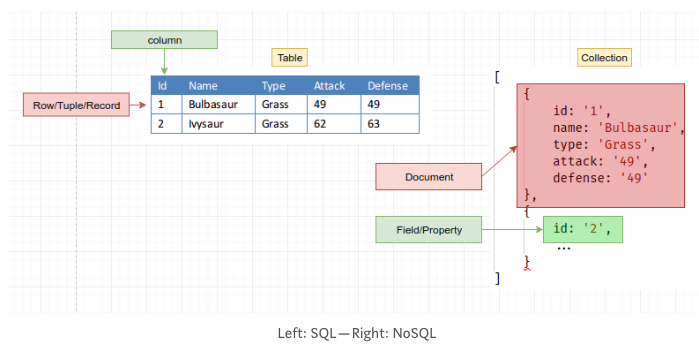 column
Table
Collection
Row/Tuple/Record
Id Name Type Attack Defense
1 Bulbasaur Grass 49 49
2 Ivysaur Grass 62 63
[
{
id: '1',
name: 'Bulbasaur',
type: 'Grass',
attack: '49',
defense: '49'
},
Document
{
Field/Property
id: '2',
...
}
]
Left: SQL — Right: NoSQL